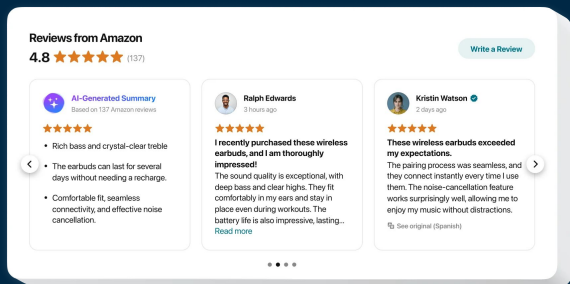 Reviews from Amazon
4.8 (137)
Write a Review
AI-Generated Summary
Based on 137 Amazon reviews
• Rich bass and crystal-clear treble
• The earbuds can last for several
days without needing a recharge.
• Comfortable fit, seamless
connectivity, and effective noise
cancellation.
Ralph Edwards
3 hours ago
I recently purchased these wireless
earbuds, and I am thoroughly
impressed!
The sound quality is exceptional, with
deep bass and clear highs. They fit
comfortably in my ears and stay in
place even during workouts. The
battery life is also impressive, lasting...
Read more
Kristin Watson
2 days ago
These wireless earbuds exceeded
my expectations.
The pairing process was seamless, and
they connect instantly every time I use
them. The noise-cancellation feature
works surprisingly well, allowing me to
enjoy my music without distractions.
See original (Spanish)